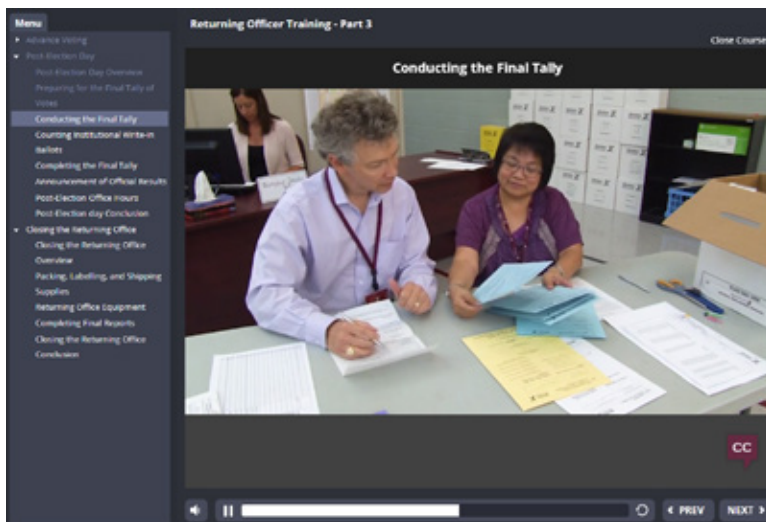 Menu
Returning Officer Training - Part 3
Close Course
Advance Voting
Post-Election Day
Post-Election Day Overview
Preparing for the Final Tally of
Votes
Conducting the Final Tally
Counting Institutional Write-in
Ballots
Completing the Final Tally
Announcement of Official Results
Post-Election Office Hours
Post-Election day Conclusion
Closing the Returning Office
Closing the Returning Office
Overview
Packing, Labelling, and Shipping
Supplies
Returning Office Equipment
Completing Final Reports
Closing the Returning Office
Conclusion
Conducting the Final Tally
CC
PREV
NEXT